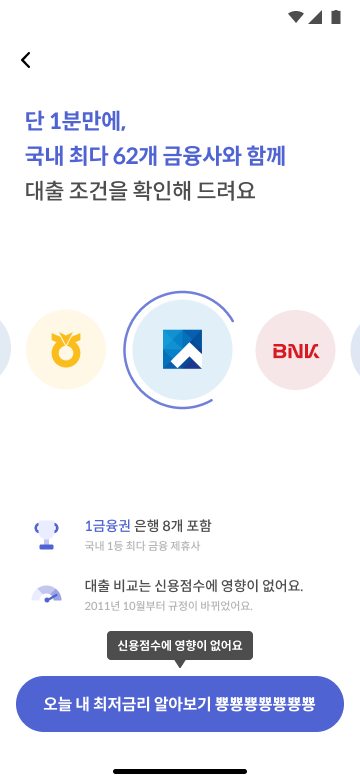 단 1분만에,
국내 최다 62개 금융사와 함께
대출 조건을 확인해 드려요
BNK
1금융권 은행 8개 포함
국내 1등 최다 금융 제휴사
대출 비교는 신용점수에 영향이 없어요.
2011년 10월부터 규정이 바뀌었어요.
신용점수에 영향이 없어요
오늘 내 최저금리 알아보기 뿅뿅뿅뿅뿅뿅뿅